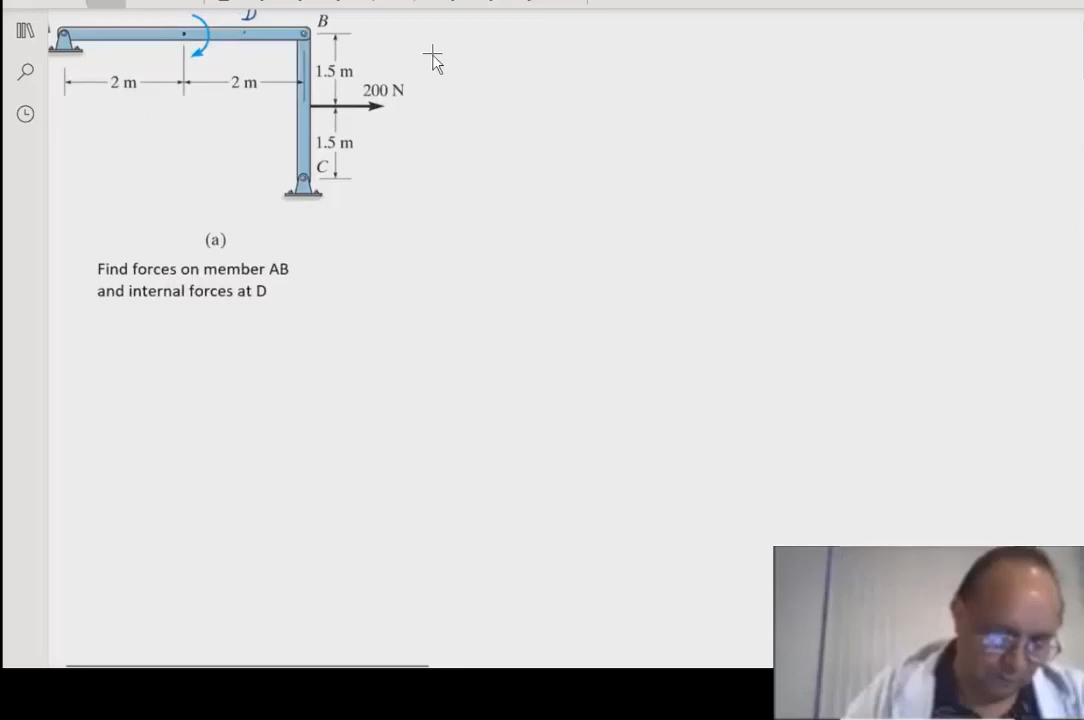 D
B
1.5 m
2 m
2 m
200 N
1.5 m
C
(a)
Find forces on member AB
and internal forces at D